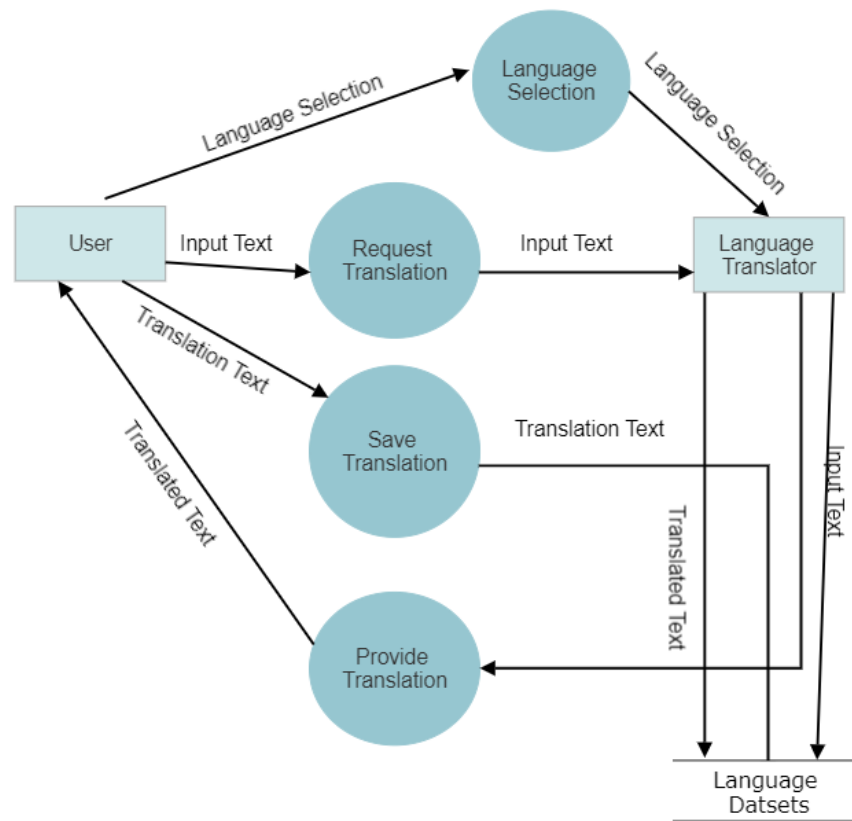 Language
Selection
Language Selection
Language Selection
User
Input Text
Request
Translation
Input Text
Language
Translator
Translation Text
Save
Translation
Translation Text
Input Text
Translated Text
Translated Text
Provide
Translation
Language
Datsets